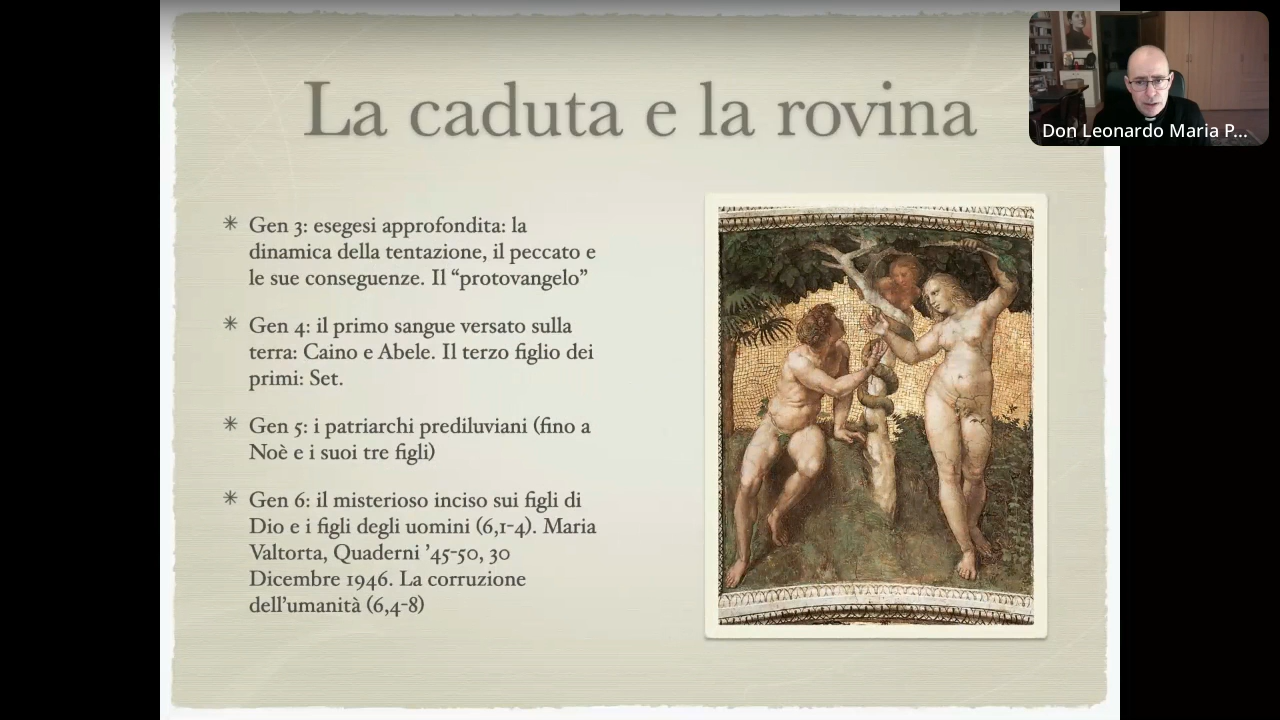 La caduta e la rovina
Don Leonardo Maria P...
✳ Gen 3: esegesi approfondita: la
dinamica della tentazione, il peccato e
le sue conseguenze. Il “protovangelo”
✳ Gen 4: il primo sangue versato sulla
terra: Caino e Abele. Il terzo figlio dei
primi: Set.
✳ Gen 5: i patriarchi prediluviani (fino a
Noè e i suoi tre figli)
✳ Gen 6: il misterioso inciso sui figli di
Dio e i figli degli uomini (6,1-4). Maria
Valtorta, Quaderni ’45-50, 30
Dicembre 1946. La corruzione
dell’umanità (6,4-8)